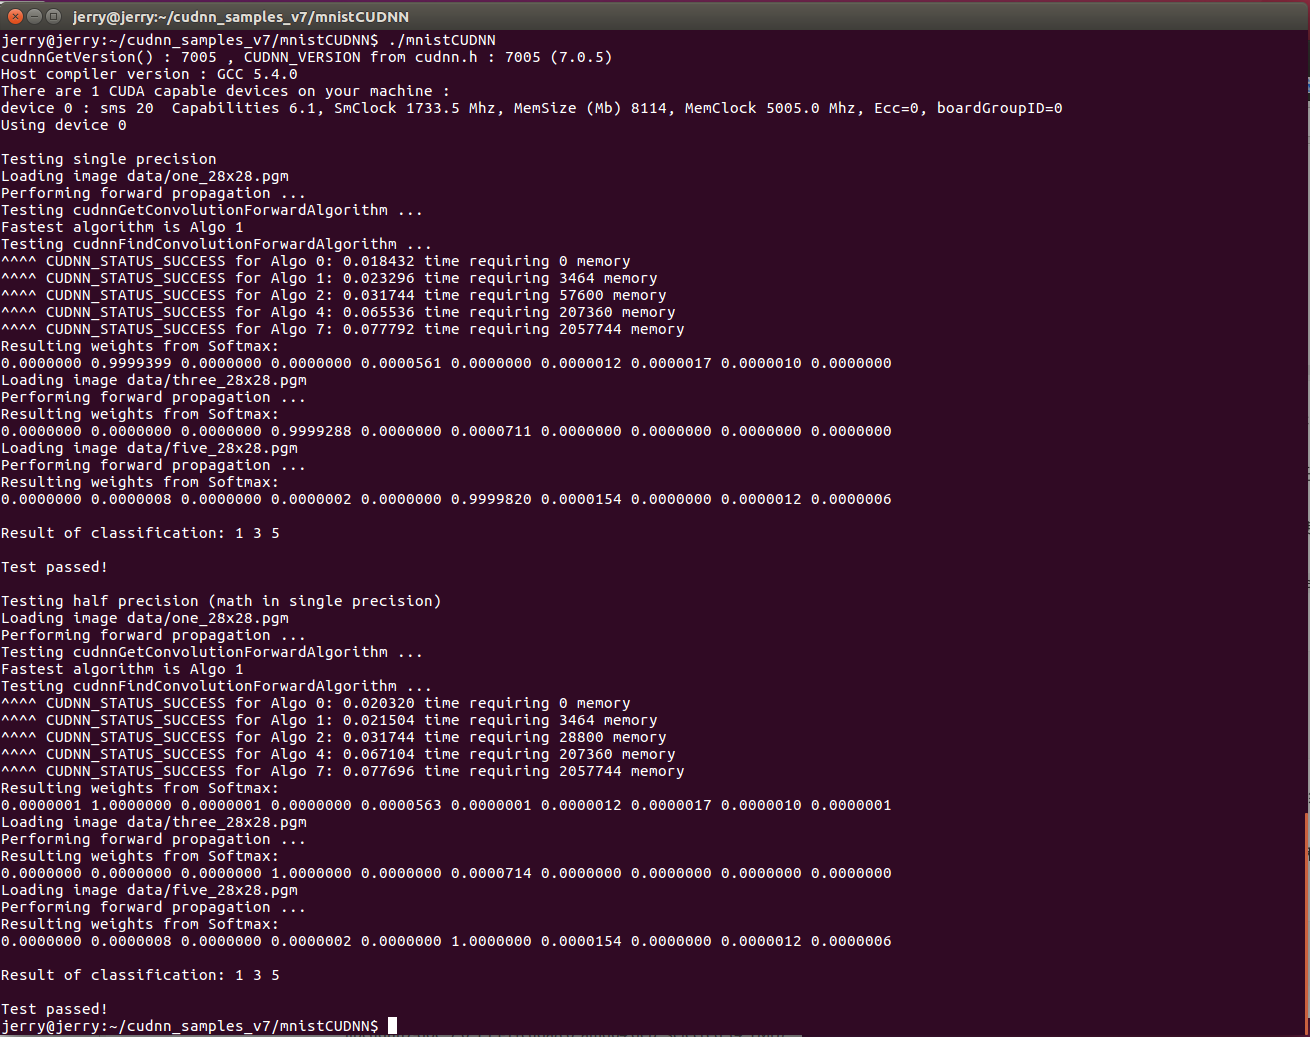 jerry@jerry:~/cudnn_samples_v7/mnistCUDNN
jerry@jerry:~/cudnn_samples_v7/mnistCUDNN$ ./mnistCUDNN
cudnnGetVersion() : 7005 , CUDNN_VERSION from cudnn.h : 7005 (7.0.5)
Host compiler version : GCC 5.4.0
There are 1 CUDA capable devices on your machine :
device 0 : sms 20  Capabilities 6.1, SmClock 1733.5 Mhz, MemSize (Mb) 8114, MemClock 5005.0 Mhz, Ecc=0, boardGroupID=0
Using device 0
Testing single precision
Loading image data/one_28x28.pgm
Performing forward propagation ...
Testing cudnnGetConvolutionForwardAlgorithm ...
Fastest algorithm is Algo 1
Testing cudnnFindConvolutionForwardAlgorithm ...
^^^^ CUDNN_STATUS_SUCCESS for Algo 0: 0.018432 time requiring 0 memory
^^^^ CUDNN_STATUS_SUCCESS for Algo 1: 0.023296 time requiring 3464 memory
^^^^ CUDNN_STATUS_SUCCESS for Algo 2: 0.031744 time requiring 57600 memory
^^^^ CUDNN_STATUS_SUCCESS for Algo 4: 0.065536 time requiring 207360 memory
^^^^ CUDNN_STATUS_SUCCESS for Algo 7: 0.077792 time requiring 2057744 memory
Resulting weights from Softmax:
0.0000000 0.9999399 0.0000000 0.0000000 0.0000561 0.0000000 0.0000012 0.0000017 0.0000010 0.0000000
Loading image data/three_28x28.pgm
Performing forward propagation ...
Resulting weights from Softmax:
0.0000000 0.0000000 0.0000000 0.9999288 0.0000000 0.0000711 0.0000000 0.0000000 0.0000000 0.0000000
Loading image data/five_28x28.pgm
Performing forward propagation ...
Resulting weights from Softmax:
0.0000000 0.0000008 0.0000000 0.0000002 0.0000000 0.9999820 0.0000154 0.0000000 0.0000012 0.0000006
Result of classification: 1 3 5
Test passed!
Testing half precision (math in single precision)
Loading image data/one_28x28.pgm
Performing forward propagation ...
Testing cudnnGetConvolutionForwardAlgorithm ...
Fastest algorithm is Algo 1
Testing cudnnFindConvolutionForwardAlgorithm ...
^^^^ CUDNN_STATUS_SUCCESS for Algo 0: 0.020320 time requiring 0 memory
^^^^ CUDNN_STATUS_SUCCESS for Algo 1: 0.021504 time requiring 3464 memory
^^^^ CUDNN_STATUS_SUCCESS for Algo 2: 0.031744 time requiring 28800 memory
^^^^ CUDNN_STATUS_SUCCESS for Algo 4: 0.067104 time requiring 207360 memory
^^^^ CUDNN_STATUS_SUCCESS for Algo 7: 0.077696 time requiring 2057744 memory
Resulting weights from Softmax:
0.0000001 1.0000000 0.0000001 0.0000000 0.0000563 0.0000001 0.0000012 0.0000017 0.0000010 0.0000001
Loading image data/three_28x28.pgm
Performing forward propagation ...
Resulting weights from Softmax:
0.0000000 0.0000000 0.0000000 1.0000000 0.0000000 0.0000714 0.0000000 0.0000000 0.0000000 0.0000000
Loading image data/five_28x28.pgm
Performing forward propagation ...
Resulting weights from Softmax:
0.0000000 0.0000008 0.0000000 0.0000002 0.0000000 1.0000000 0.0000154 0.0000000 0.0000012 0.0000006
Result of classification: 1 3 5
Test passed!
jerry@jerry:~/cudnn_samples_v7/mnistCUDNN$